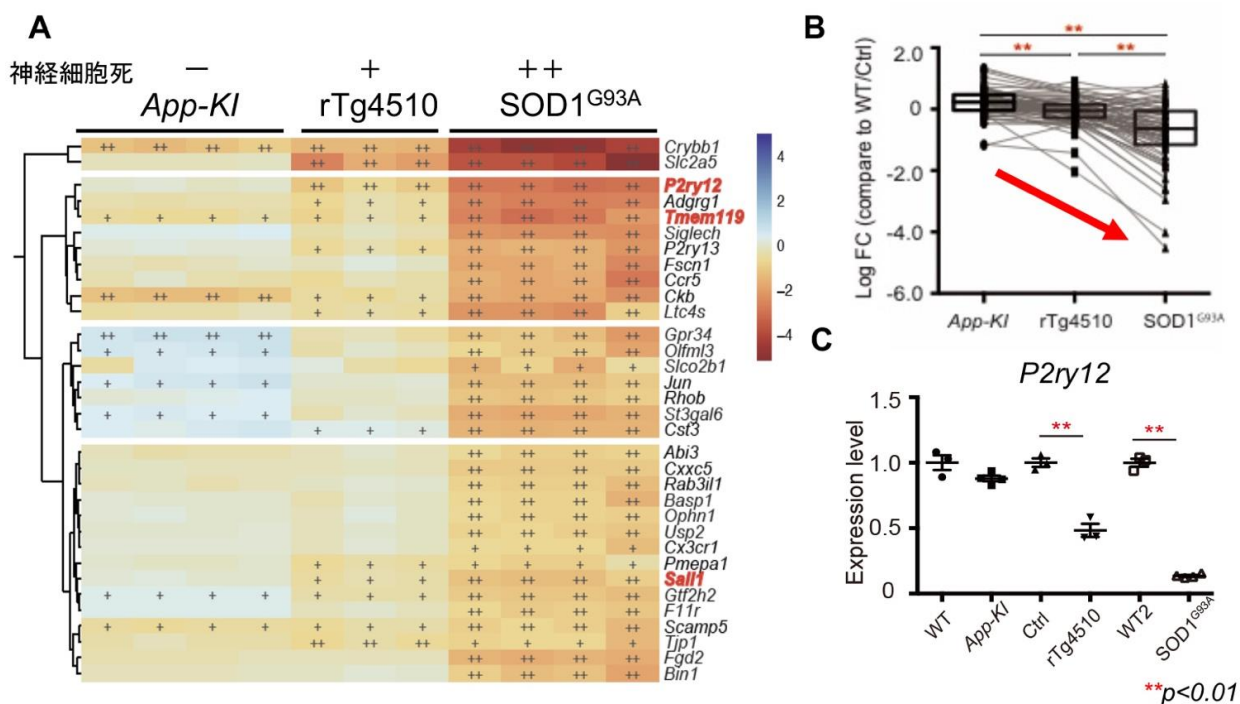 A
神経細胞死 － ＋ ＋＋
App-KI rTg4510 SOD1G93A
++ ++ ++ ++ ++ ++ ++ ++ ++ ++ ++ Crybb1
++ ++ ++ ++ ++ ++ ++ Slc2a5
++ ++ ++ ++ ++ ++ ++ P2ry12
+ + + ++ ++ ++ ++ Adgrg1
+ + + + + + + ++ ++ ++ ++ Tmem119
++ ++ ++ ++ Siglech
+ + + ++ ++ ++ ++ P2ry13
++ ++ ++ ++ Fscn1
++ ++ ++ ++ Ccr5
++ ++ ++ ++ + + + ++ ++ ++ ++ Ckb
+ + + ++ ++ ++ ++ Ltc4s
++ ++ ++ ++ ++ ++ ++ ++ Gpr34
+ + + + ++ ++ ++ ++ Olfml3
+ + + + Slco2b1
+ + + + ++ ++ ++ ++ Jun
++ ++ ++ ++ Rhob
+ + + + ++ ++ ++ ++ St3gal6
+ + + ++ ++ ++ ++ Cst3
++ ++ ++ ++ Abi3
++ ++ ++ ++ Cxxc5
++ ++ ++ ++ Rab3il1
++ ++ ++ ++ Basp1
++ ++ ++ ++ Ophn1
++ ++ ++ ++ Usp2
+ + + + Cx3cr1
+ + + + + + + Pmepa1
+ + + ++ ++ ++ ++ Sall1
+ + + + + + + ++ ++ ++ ++ Gtf2h2
++ ++ ++ ++ F11r
+ + + + + + + ++ ++ ++ ++ Scamp5
++ ++ ++ + + + + Tjp1
++ ++ ++ ++ Fgd2
++ ++ ++ ++ Bin1
4
2
0
−2
−4
B
**
** **
Log FC (compare to WT/Ctrl)
2.0
0
-2.0
-4.0
-6.0
App-KI rTg4510 SOD1G93A
C
P2ry12
Expression level
1.5
1.0
0.5
0
** **
WT App-KI Ctrl rTg4510 WT2 SOD1G93A
**p<0.01